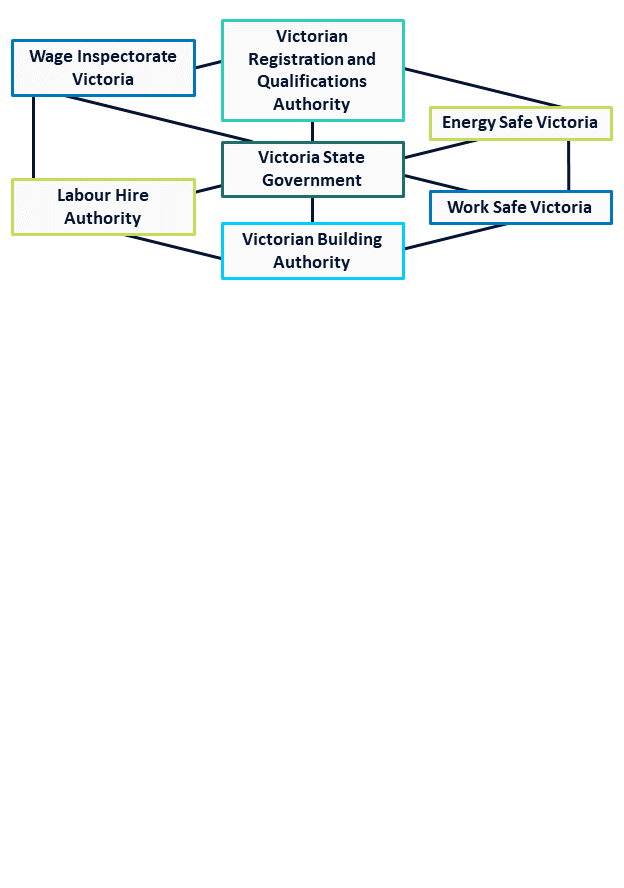 Victorian
Registration and
Qualifications
Authority
Wage Inspectorate
Victoria
Energy Safe Victoria
Victoria State
Government
Labour Hire
Authority
Work Safe Victoria
Victorian Building
Authority